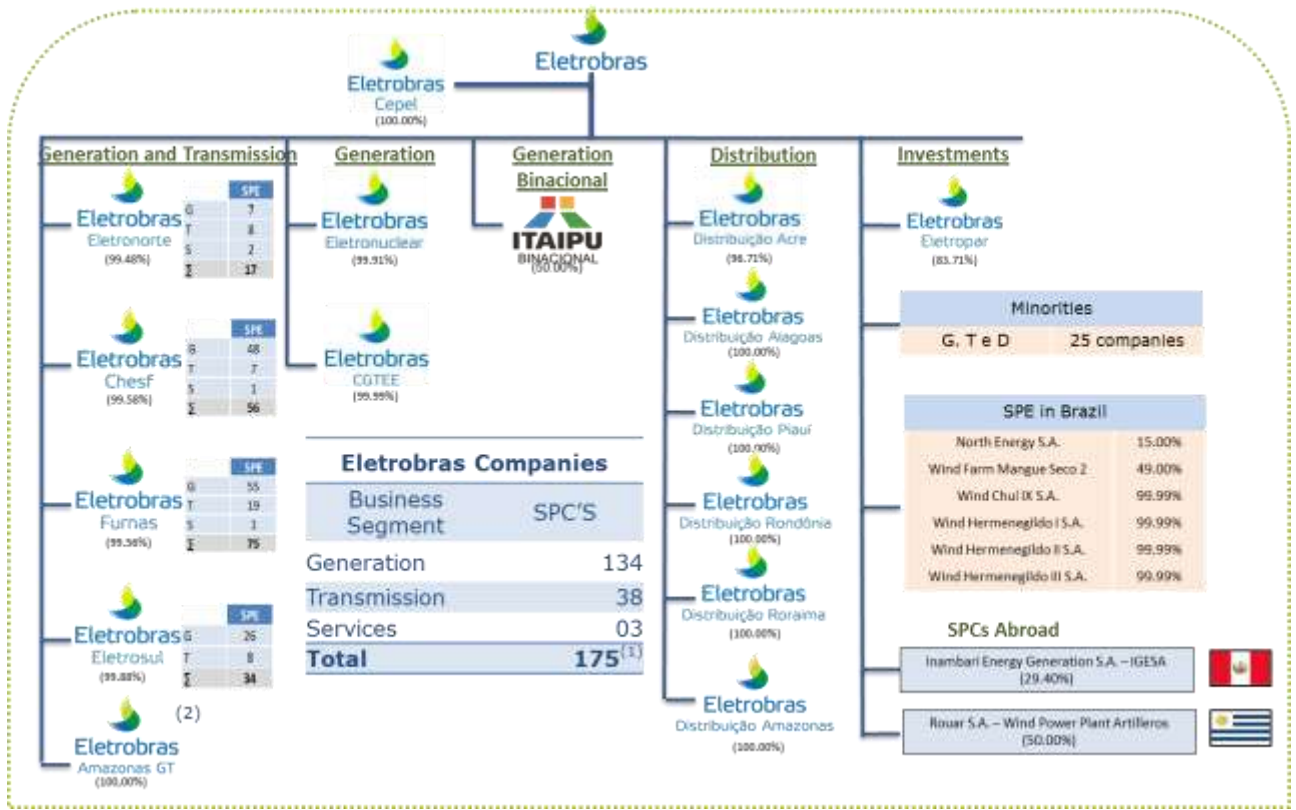 Eletrobras
Eletrobras
Cepel
(100.00%)
Generation and Transmission
Generation
Generation
Binacional
Distribution
Investments
Eletrobras
Eletronorte
(99.48%)
SPE
G 7
T 8
S 2
Σ 17
Eletrobras
Chesf
(99.58%)
SPE
G 48
T 7
S 1
Σ 56
Eletrobras
Furnas
(99.56%)
SPE
G 55
T 19
S 1
Σ 75
Eletrobras
Eletrosul
(99.88%)
SPE
G 26
T 8
Σ 34
(2)
Eletrobras
Amazonas GT
(100,00%)
Eletrobras
Eletronuclear
(99.91%)
Eletrobras
CGTEE
(99.99%)
ITAIPU
BINACIONAL
(50.00%)
Eletrobras Companies
Business
Segment
SPC'S
Generation 134
Transmission 38
Services 03
Total 175(1)
Eletrobras
Distribuição Acre
(96.71%)
Eletrobras
Distribuição Alagoas
(100.00%)
Eletrobras
Distribuição Piauí
(100.00%)
Eletrobras
Distribuição Rondônia
(100.00%)
Eletrobras
Distribuição Roraima
(100.00%)
Eletrobras
Distribuição Amazonas
(100.00%)
Eletrobras
Eletropar
(83.71%)
Minorities
G. T e D 25 companies
SPE in Brazil
North Energy S.A. 15.00%
Wind Farm Mangue Seco 2 49.00%
Wind Chuí IX S.A. 99.99%
Wind Hermenegildo I S.A. 99.99%
Wind Hermenegildo II S.A. 99.99%
Wind Hermenegildo III S.A. 99.99%
SPCs Abroad
Inambari Energy Generation S.A. – IGESA
(29.40%)
Rouar S.A. – Wind Power Plant Artilleros
(50.00%)